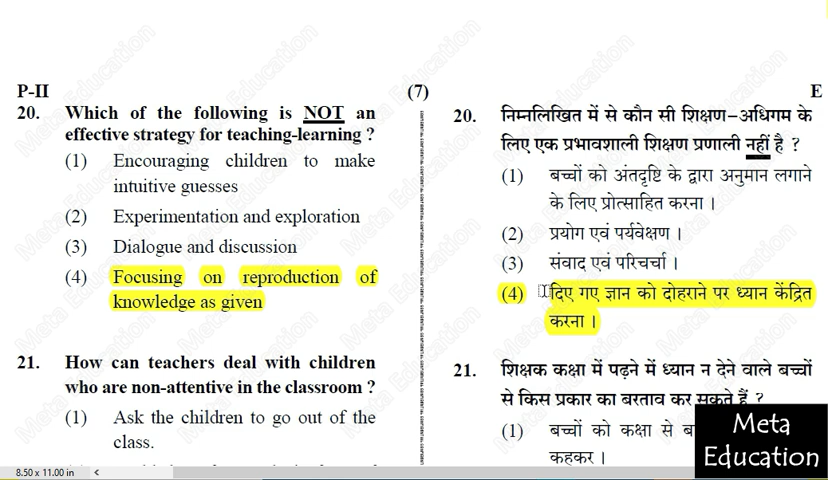 P-II
(7)
E
20. Which of the following is NOT an
effective strategy for teaching-learning ?
(1) Encouraging children to make
intuitive guesses
(2) Experimentation and exploration
(3) Dialogue and discussion
(4) Focusing on reproduction of
knowledge as given
21. How can teachers deal with children
who are non-attentive in the classroom ?
(1) Ask the children to go out of the
class.
20. निम्नलिखित में से कौन सी शिक्षण-अधिगम के
लिए एक प्रभावशाली शिक्षण प्रणाली नहीं है ?
(1) बच्चों को अंतदृष्टि के द्वारा अनुमान लगाने
के लिए प्रोत्साहित करना ।
(2) प्रयोग एवं पर्यवेक्षण ।
(3) संवाद एवं परिचर्चा ।
(4) दिए गए ज्ञान को दोहराने पर ध्यान केंद्रित
करना ।
21. शिक्षक कक्षा में पढ़ने में ध्यान न देने वाले बच्चों
से किस प्रकार का बरताव कर सकते हैं ?
(1) बच्चों को कक्षा से
कहकर ।
Meta
Education
8.50 x 11.00 in